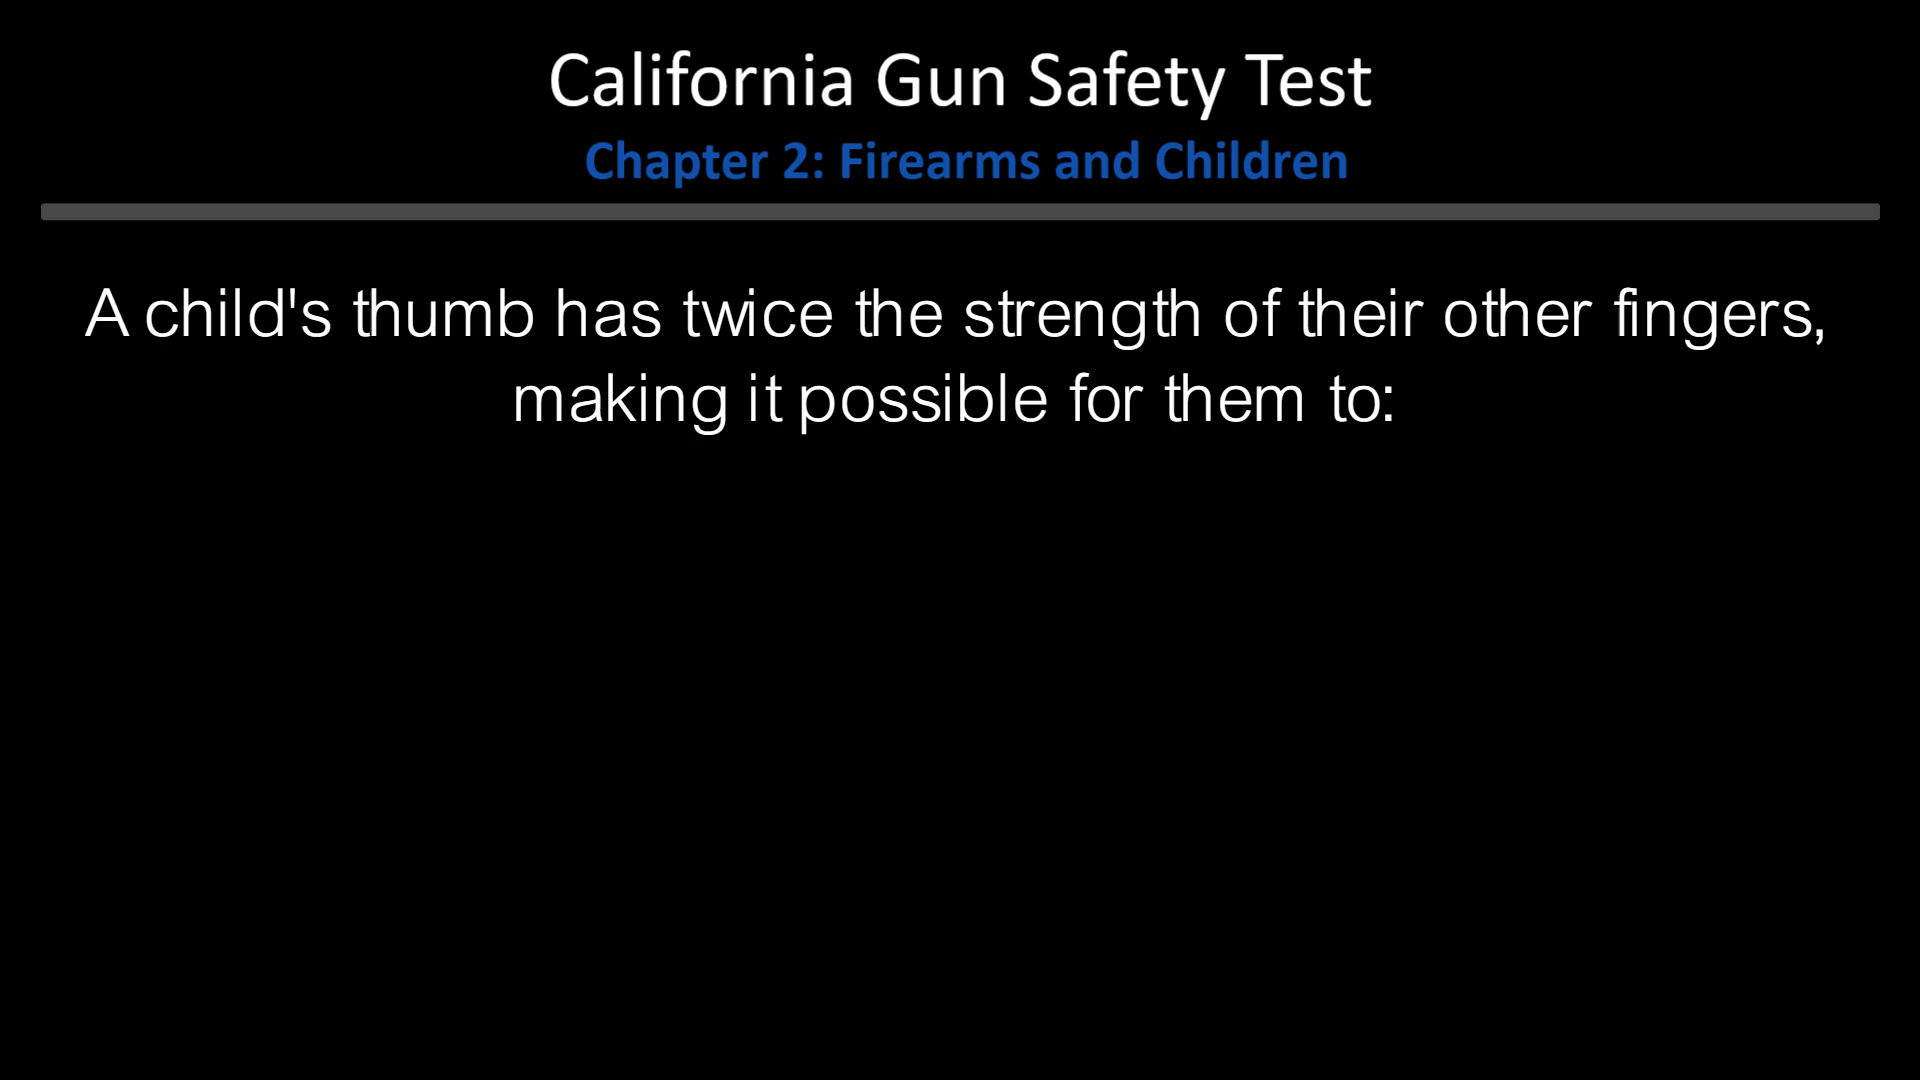 California Gun Safety Test
Chapter 2: Firearms and Children
A child's thumb has twice the strength of their other fingers,
making it possible for them to: